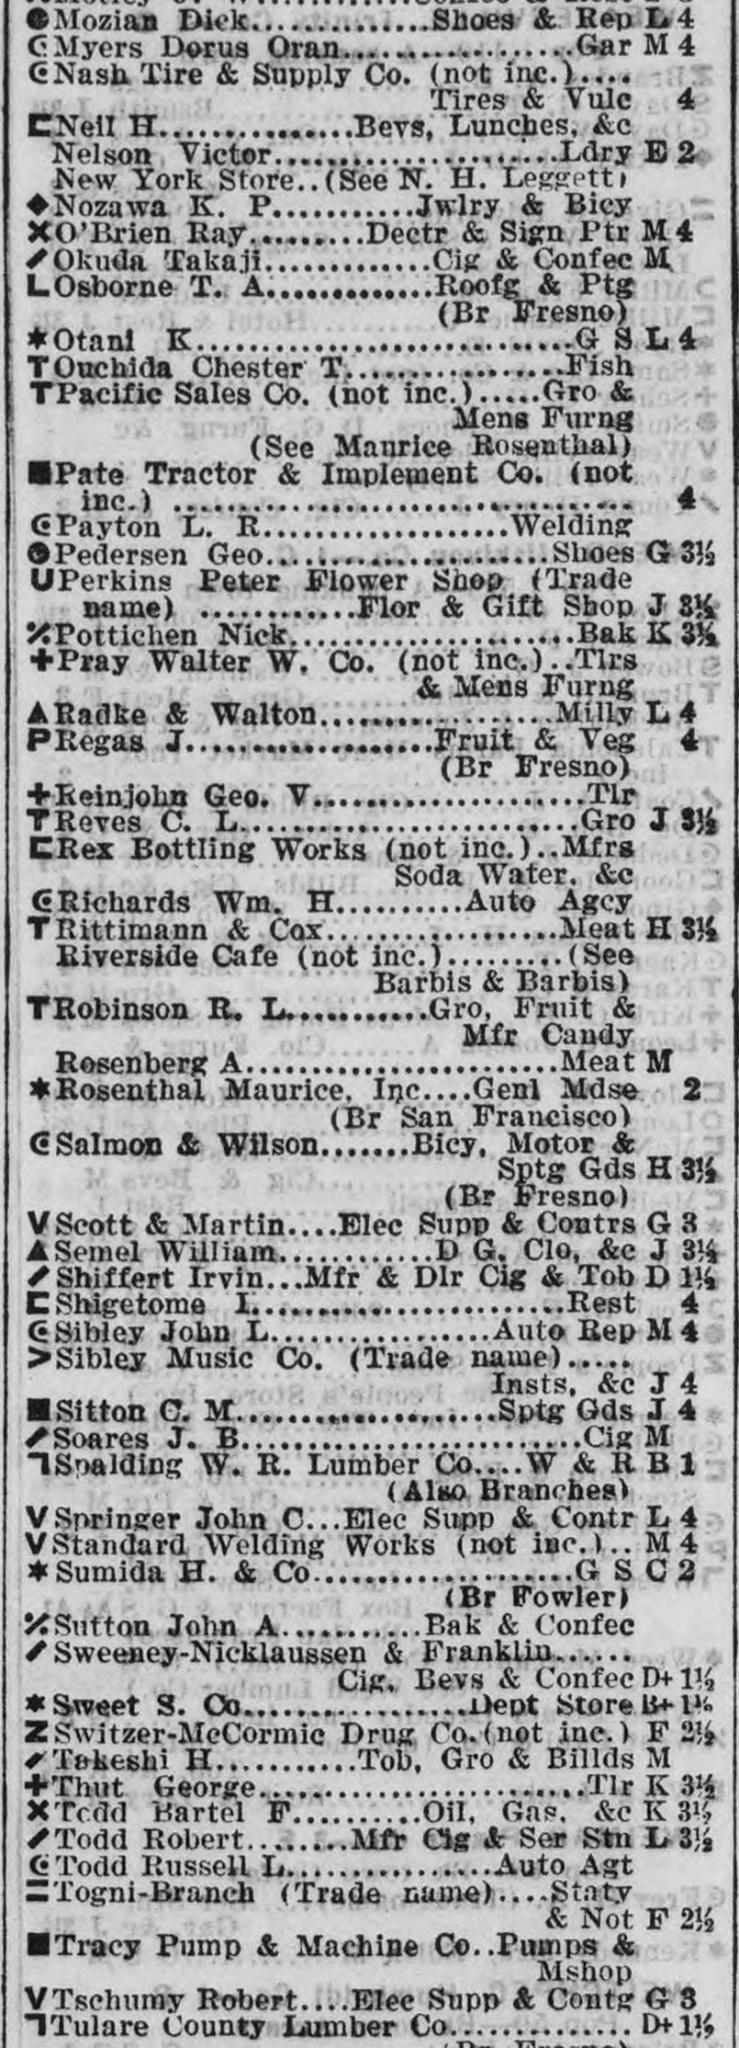 Mozian Dick...............Shoes & Rep L 4
Myers Dorus Oran..................Gar M 4
Nash Tire & Supply Co. (not inc.)....
Tires & Vulc 4
Neil H................Bevs, Lunches, &c
Nelson Victor......................Ldry E 2
New York Store..(See N. H. Leggett)
Nozawa K. P...........Jwlry & Bicy
O'Brien Ray.........Dectr & Sign Ptr M 4
Okuda Takaji.............Cig & Confec M
Osborne T. A.............Roofg & Ptg
(Br Fresno)
Otani K.............................G S L 4
Ouchida Chester T.................Fish
Pacific Sales Co. (not inc.).....Gro &
Mens Furng
(See Maurice Rosenthal)
Pate Tractor & Implement Co. (not
inc.) .................................. 4
Payton L. R...................Welding
Pedersen Geo......................Shoes G 3½
Perkins Peter Flower Shop (Trade
name) ............Flor & Gift Shop J 3½
Pottichen Nick......................Bak K 3½
Pray Walter W. Co. (not inc.)..Tlrs
& Mens Furng
Radke & Walton..................Milly L 4
Regas J...................Fruit & Veg 4
(Br Fresno)
Reinjohn Geo. V.....................Tlr
Reves C. L..........................Gro J 3½
Rex Bottling Works (not inc.)..Mfrs
Soda Water, &c
Richards Wm. H..........Auto Agcy
Rittimann & Cox.................Meat H 3½
Riverside Cafe (not inc.).........(See
Barbis & Barbis)
Robinson R. L...........Gro, Fruit &
Mfr Candy
Rosenberg A........................Meat M
Rosenthal Maurice, Inc....Genl Mdse 2
(Br San Francisco)
Salmon & Wilson.......Bicy, Motor &
Sptg Gds H 3½
(Br Fresno)
Scott & Martin....Elec Supp & Contrs G 3
Semel William............D G, Clo, &c J 3½
Shiffert Irvin...Mfr & Dlr Cig & Tob D 1½
Shigetome I........................Rest 4
Sibley John L.................Auto Rep M 4
Sibley Music Co. (Trade name).....
Insts, &c J 4
Sitton C. M....................Sptg Gds J 4
Soares J. B..........................Cig M
Spalding W. R. Lumber Co....W & R B 1
(Also Branches)
Springer John C...Elec Supp & Contr L 4
Standard Welding Works (not inc.).. M 4
Sumida H. & Co....................G S C 2
(Br Fowler)
Sutton John A...........Bak & Confec
Sweeney-Nicklaussen & Franklin......
Cig, Bevs & Confec D+ 1½
Sweet S. Co.................Dept Store B+ 1½
Switzer-McCormic Drug Co.(not inc.) F 2½
Takeshi H...........Tob, Gro & Billds M
Thut George.........................Tlr K 3½
Todd Bartel F..........Oil, Gas, &c K 3½
Todd Robert........Mfr Cig & Ser Stn L 3½
Todd Russell L................Auto Agt
Togni-Branch (Trade name)....Staty
& Not F 2½
Tracy Pump & Machine Co..Pumps &
Mshop
Tschumy Robert....Elec Supp & Contg G 3
Tulare County Lumber Co.............. D+ 1½